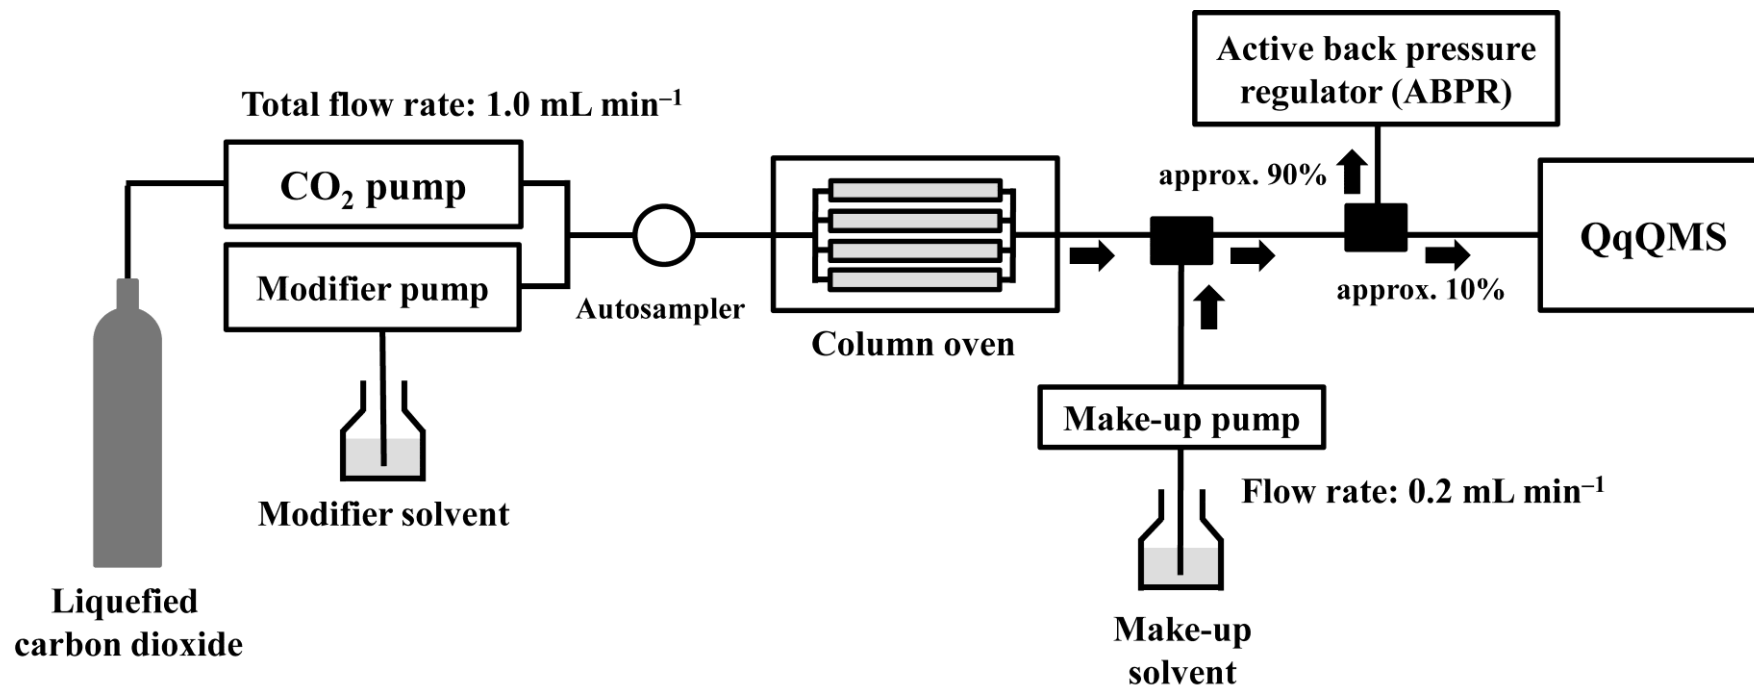 Total flow rate: 1.0 mL min⁻¹
CO₂ pump
Modifier pump
Modifier solvent
Liquefied
carbon dioxide
Autosampler
Column oven
Make-up pump
Flow rate: 0.2 mL min⁻¹
Make-up
solvent
Active back pressure
regulator (ABPR)
approx. 90%
approx. 10%
QqQMS